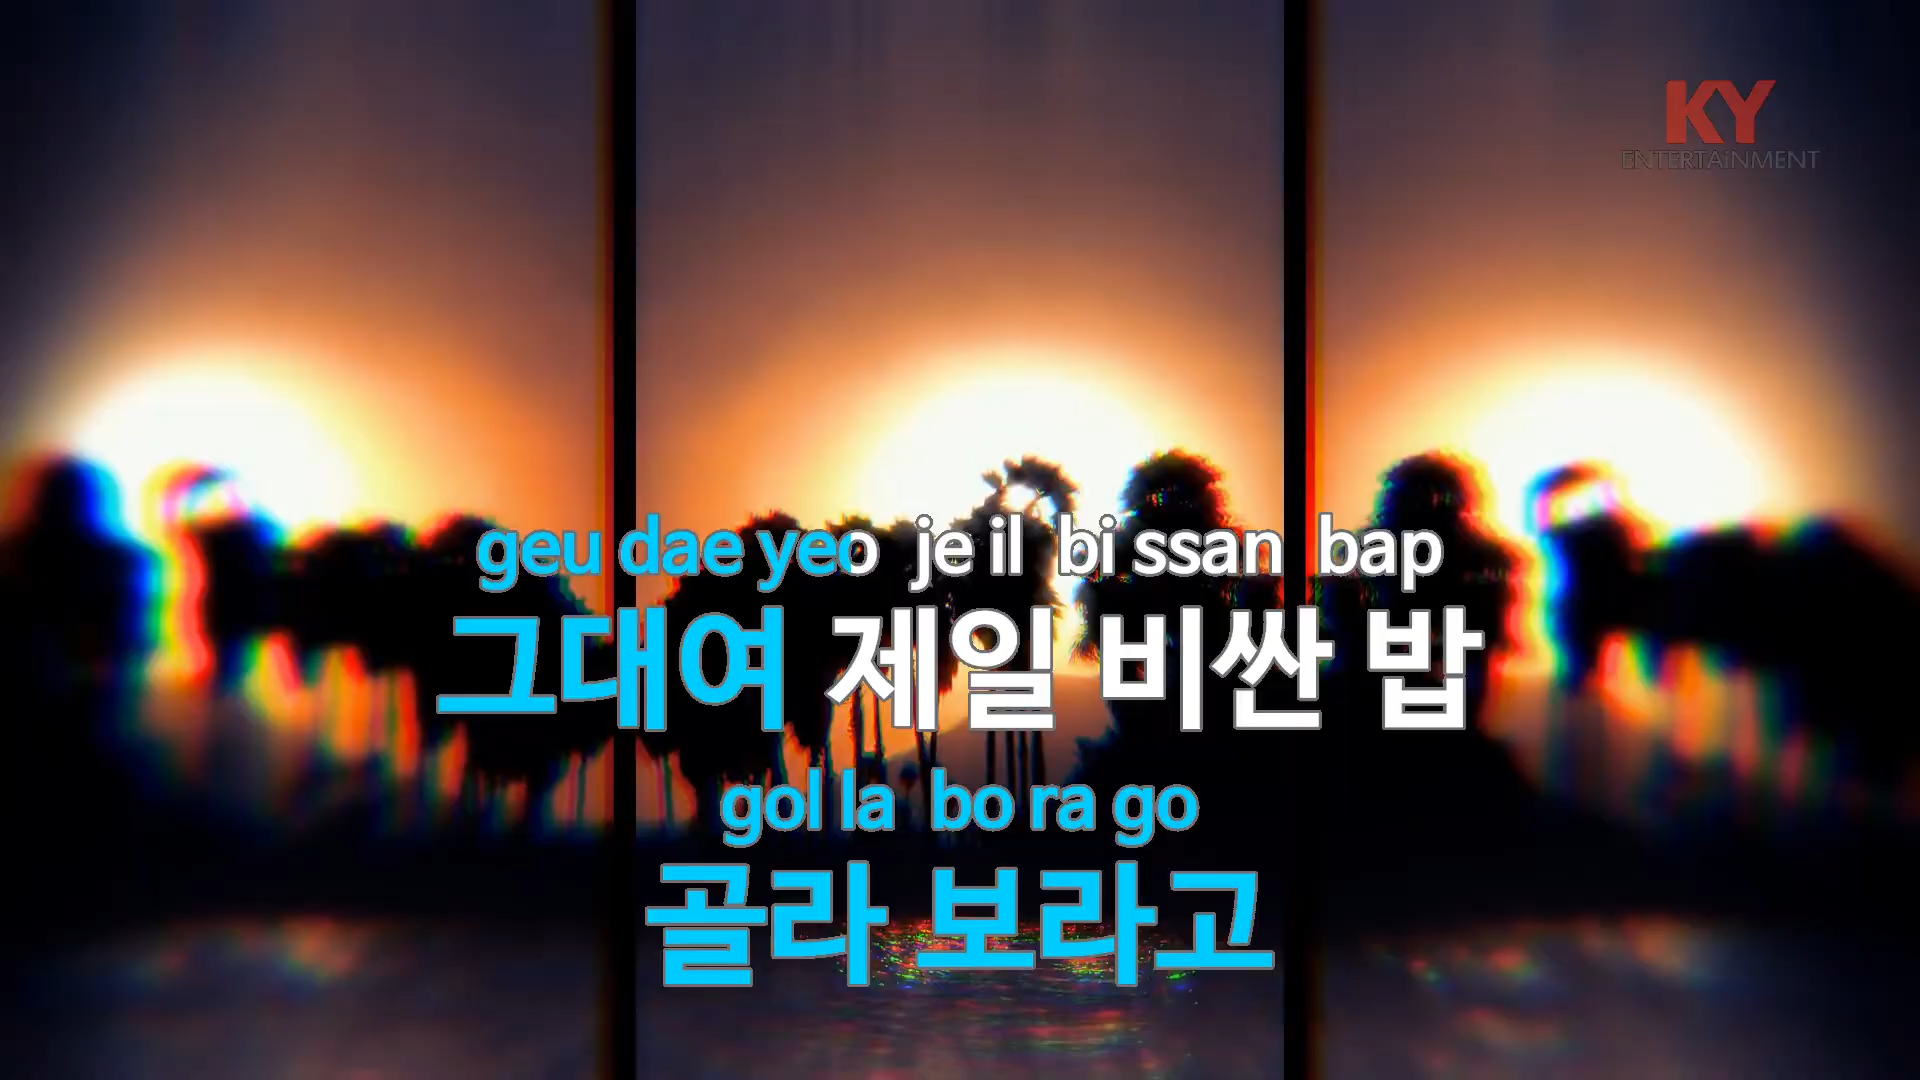 KY
ENTERTAiNMENT
geu dae yeo je il bi ssan bap
그대여 제일 비싼 밥
gol la bo ra go
골라 보라고